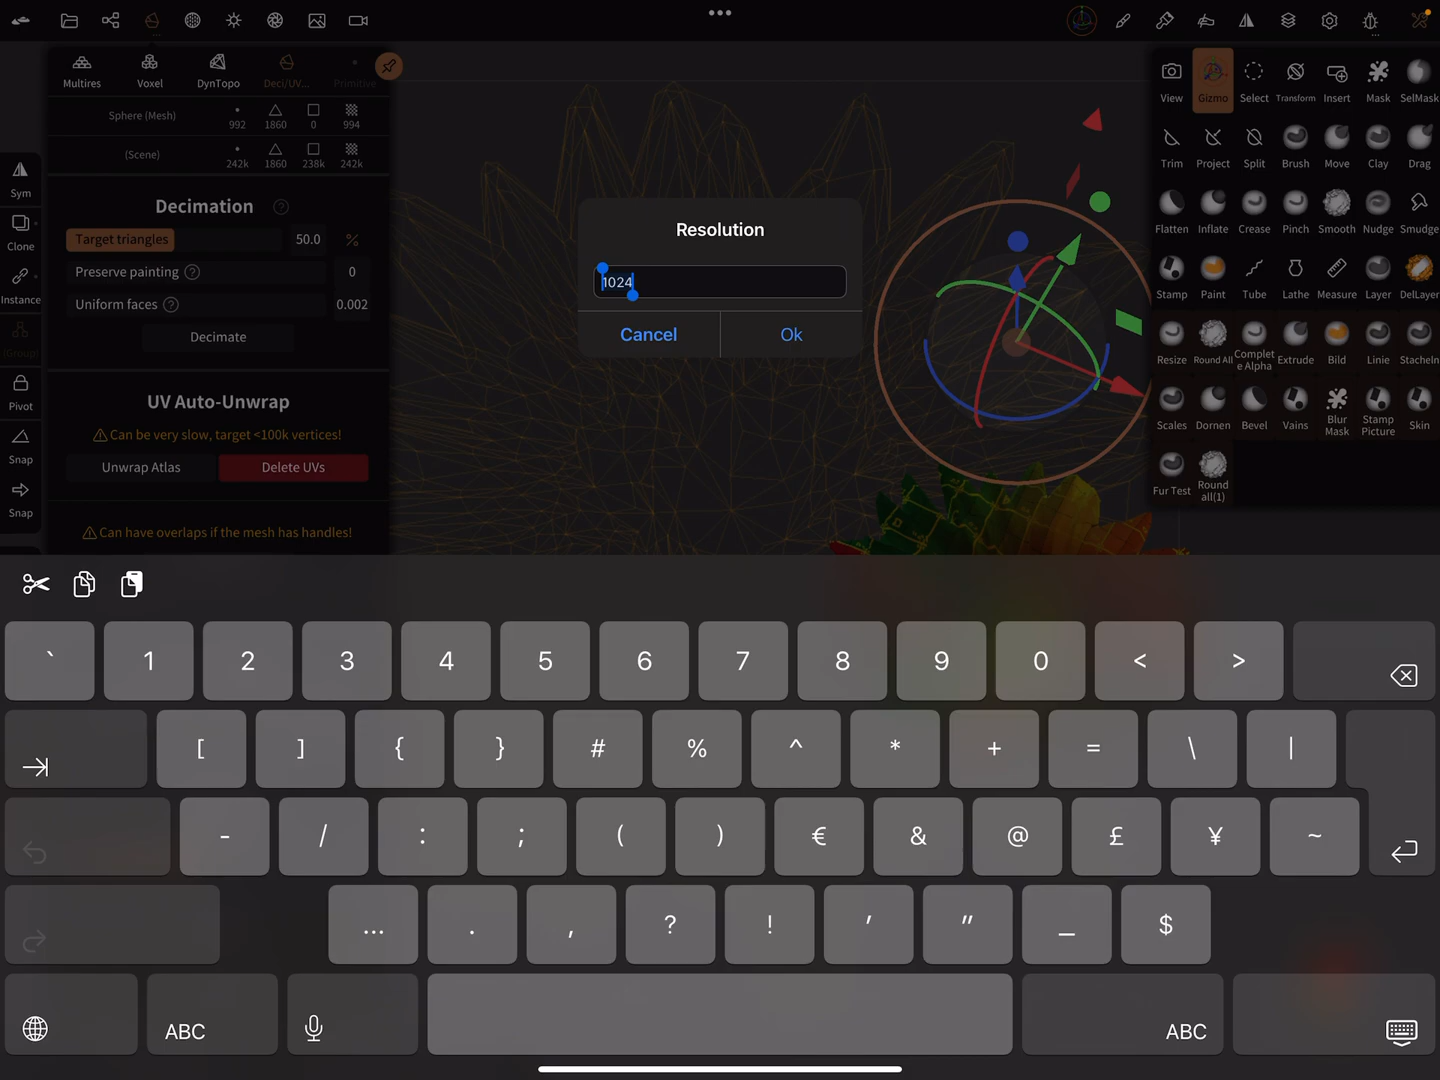 Multires
Voxel
DynTopo
Deci/UV...
Primitive
Sphere (Mesh)
992 1860 0 994
(Scene)
242k 1860 238k 242k
Decimation ?
Target triangles 50.0 %
Preserve painting ? 0
Uniform faces ? 0.002
Decimate
UV Auto-Unwrap
Can be very slow, target <100k vertices!
Unwrap Atlas Delete UVs
Can have overlaps if the mesh has handles!
Sym
Clone
Instance
(Group)
Pivot
Snap
Snap
Resolution
1024
Cancel Ok
View Gizmo Select Transform Insert Mask SelMask
Trim Project Split Brush Move Clay Drag
Flatten Inflate Crease Pinch Smooth Nudge Smudge
Stamp Paint Tube Lathe Measure Layer DelLayer
Resize Round All Complet e Alpha Extrude Bild Linie Stacheln
Scales Dornen Bevel Vains Blur Mask Stamp Picture Skin
Fur Test Round all(1)
` 1 2 3 4 5 6 7 8 9 0 < >
[ ] { } # % ^ * + = \ |
- / : ; ( ) € & @ £ ¥ ~
... . , ? ! ' " _ $
ABC ABC